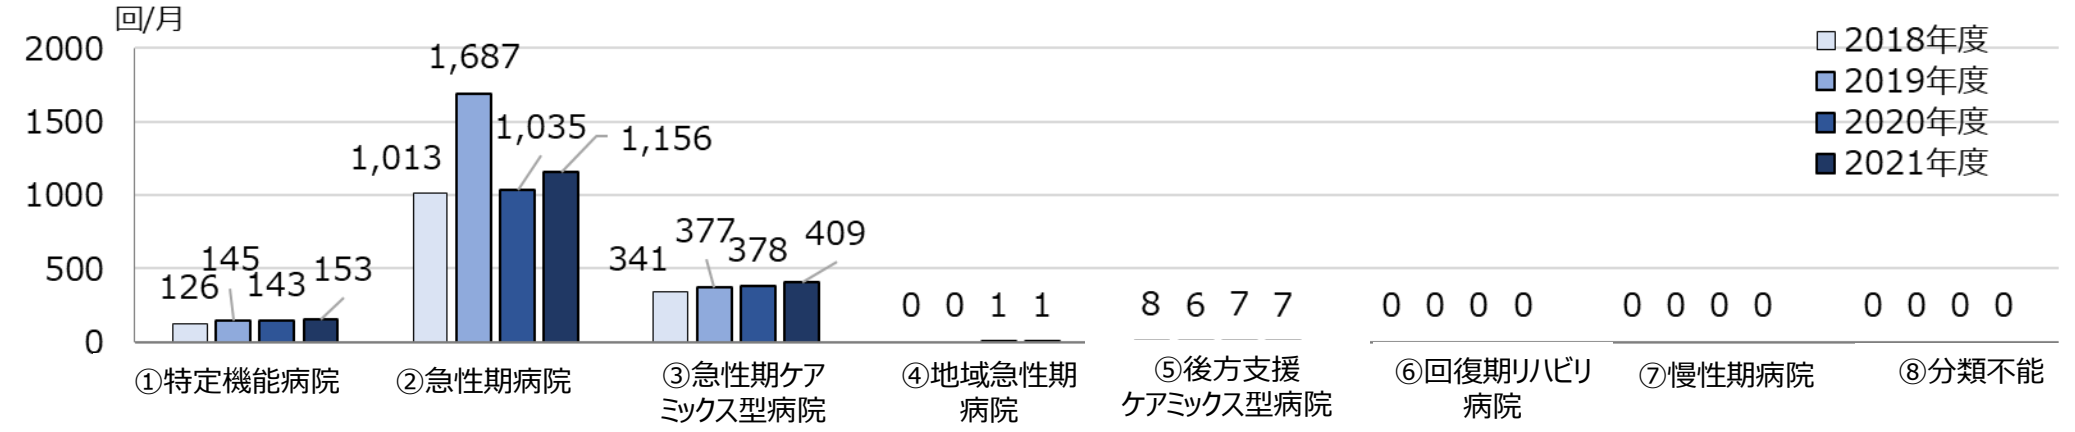 回/月
2000
1500
1000
500
0
2018年度
2019年度
2020年度
2021年度
126
145
143
153
1,013
1,687
1,035
1,156
341
377
378
409
0 0 1 1
8 6 7 7
0 0 0 0
0 0 0 0
0 0 0 0
①特定機能病院
②急性期病院
③急性期ケア
ミックス型病院
④地域急性期
病院
⑤後方支援
ケアミックス型病院
⑥回復期リハビリ
病院
⑦慢性期病院
⑧分類不能